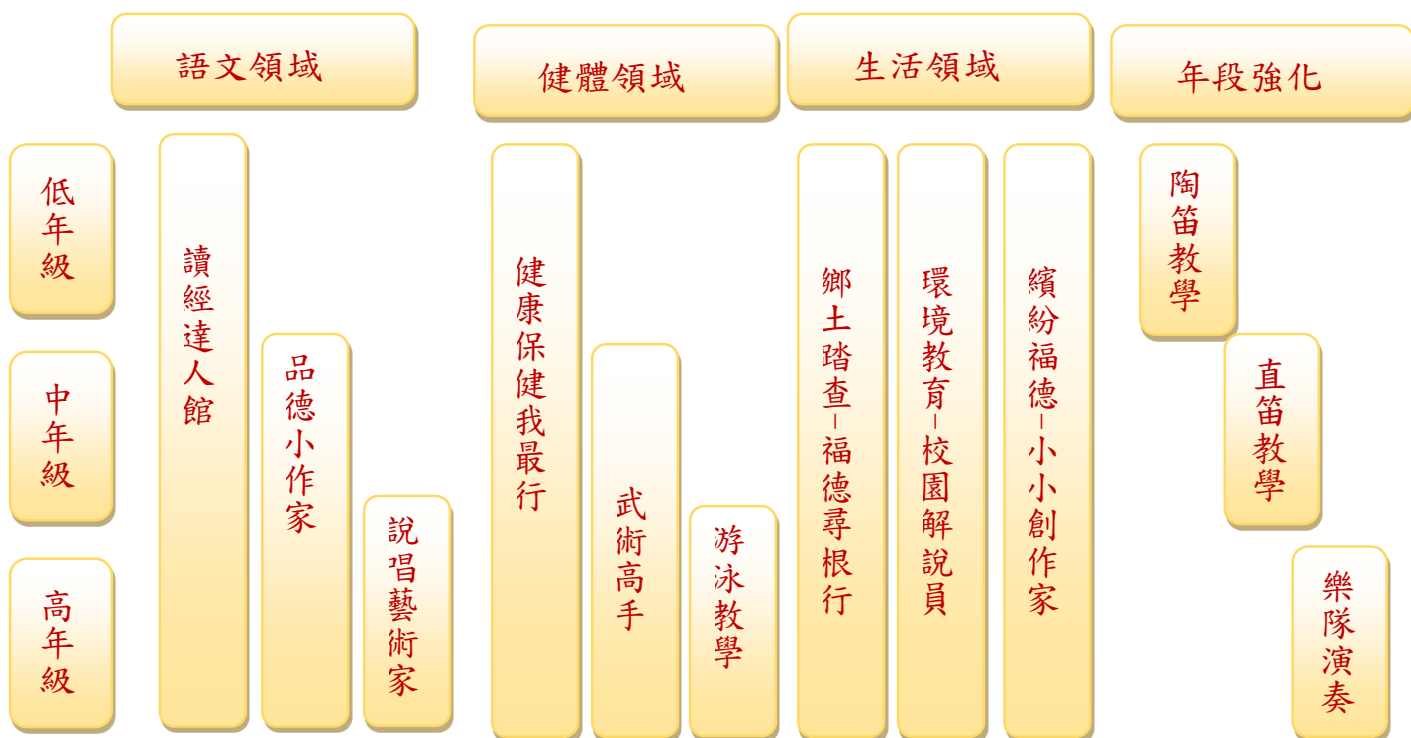 語文領域
健體領域
生活領域
年段強化
低年級
中年級
高年級
讀經達人館
品德小作家
說唱藝術家
健康保健我最行
武術高手
游泳教學
鄉土踏查-福德尋根行
環境教育-校園解說員
繽紛福德-小小創作家
陶笛教學
直笛教學
樂隊演奏